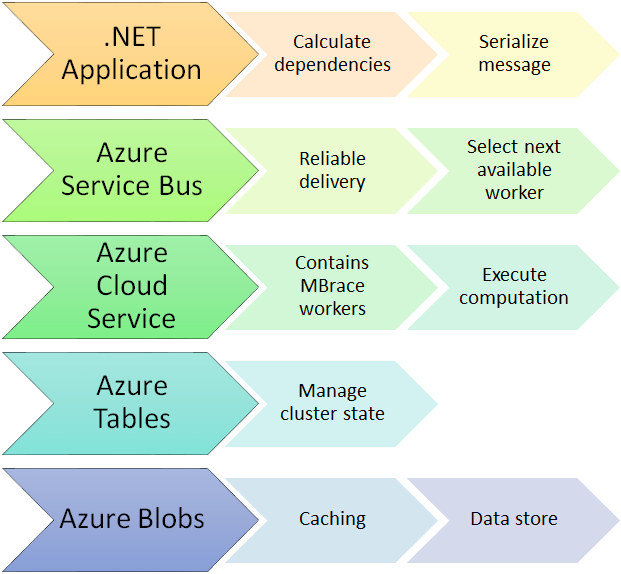 .NET
Application
Calculate
dependencies
Serialize
message
Azure
Service Bus
Reliable
delivery
Select next
available
worker
Azure
Cloud
Service
Contains
MBrace
workers
Execute
computation
Azure
Tables
Manage
cluster state
Azure Blobs
Caching
Data store